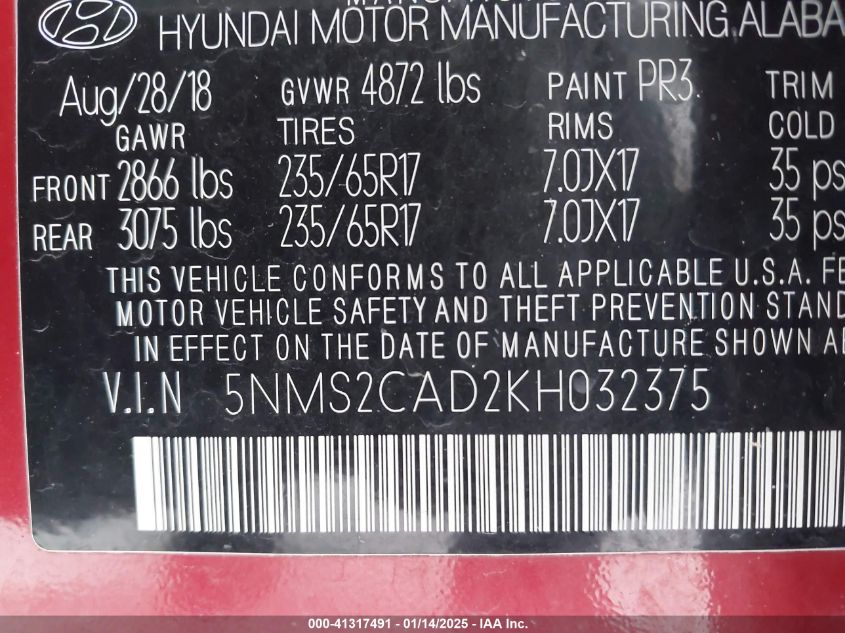 HYUNDAI MOTOR MANUFACTURING, ALABA
Aug/28/18 GVWR 4872 lbs PAINT PR3 TRIM
GAWR TIRES RIMS COLD
FRONT 2866 lbs 235/65R17 7.0JX17 35 ps
REAR 3075 lbs 235/65R17 7.0JX17 35 ps
THIS VEHICLE CONFORMS TO ALL APPLICABLE U.S.A. FE
MOTOR VEHICLE SAFETY AND THEFT PREVENTION STAND
IN EFFECT ON THE DATE OF MANUFACTURE SHOWN AB
V.I.N 5NMS2CAD2KH032375
000-41317491 - 01/14/2025 - IAA Inc.